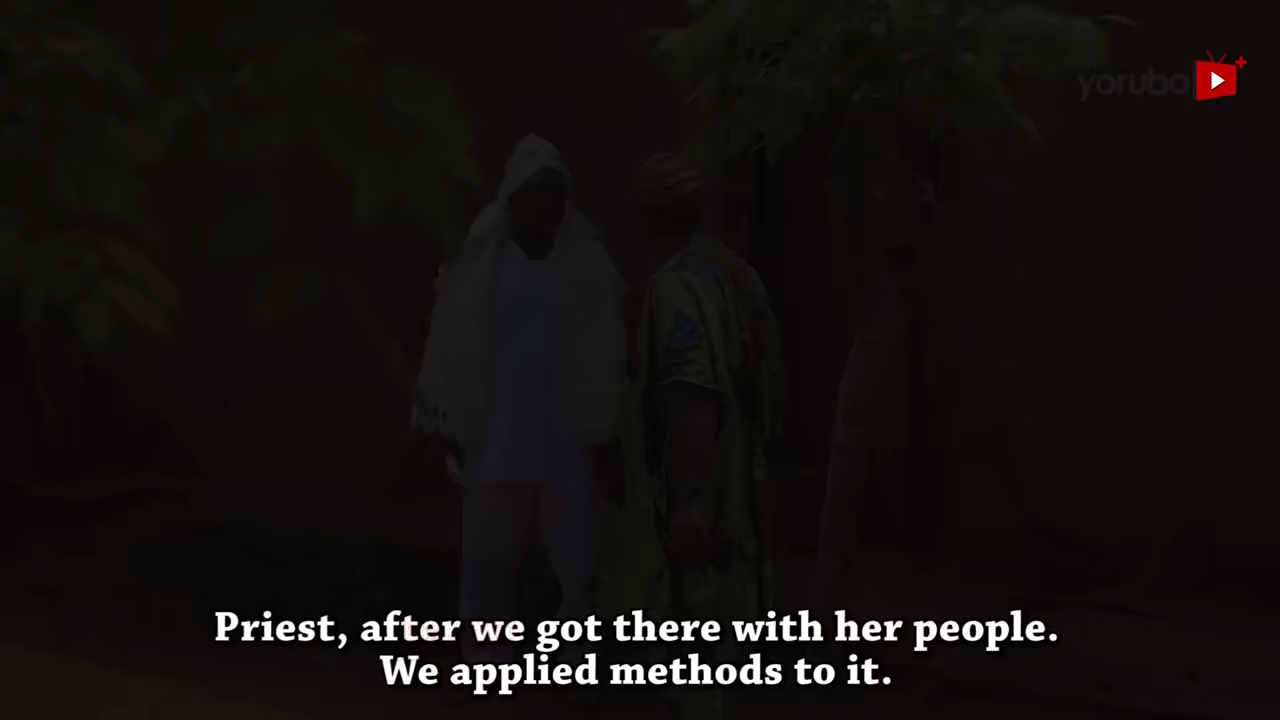 yoruba
Priest, after we got there with her people.
We applied methods to it.